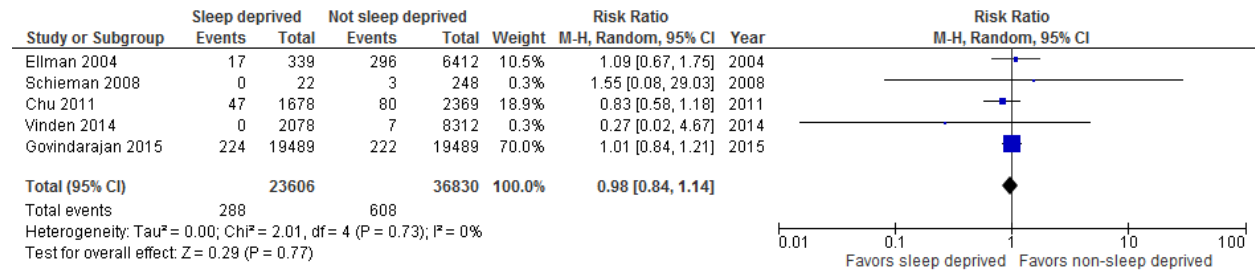 Sleep deprived Not sleep deprived Risk Ratio Risk Ratio
Study or Subgroup Events Total Events Total Weight M-H, Random, 95% CI Year M-H, Random, 95% CI
Ellman 2004 17 339 296 6412 10.5% 1.09 [0.67, 1.75] 2004
Schieman 2008 0 22 3 248 0.3% 1.55 [0.08, 29.03] 2008
Chu 2011 47 1678 80 2369 18.9% 0.83 [0.58, 1.18] 2011
Vinden 2014 0 2078 7 8312 0.3% 0.27 [0.02, 4.67] 2014
Govindarajan 2015 224 19489 222 19489 70.0% 1.01 [0.84, 1.21] 2015
Total (95% CI) 23606 36830 100.0% 0.98 [0.84, 1.14]
Total events 288 608
Heterogeneity: Tau² = 0.00; Chi² = 2.01, df = 4 (P = 0.73); I² = 0%
Test for overall effect: Z = 0.29 (P = 0.77)
0.01 0.1 1 10 100
Favors sleep deprived Favors non-sleep deprived